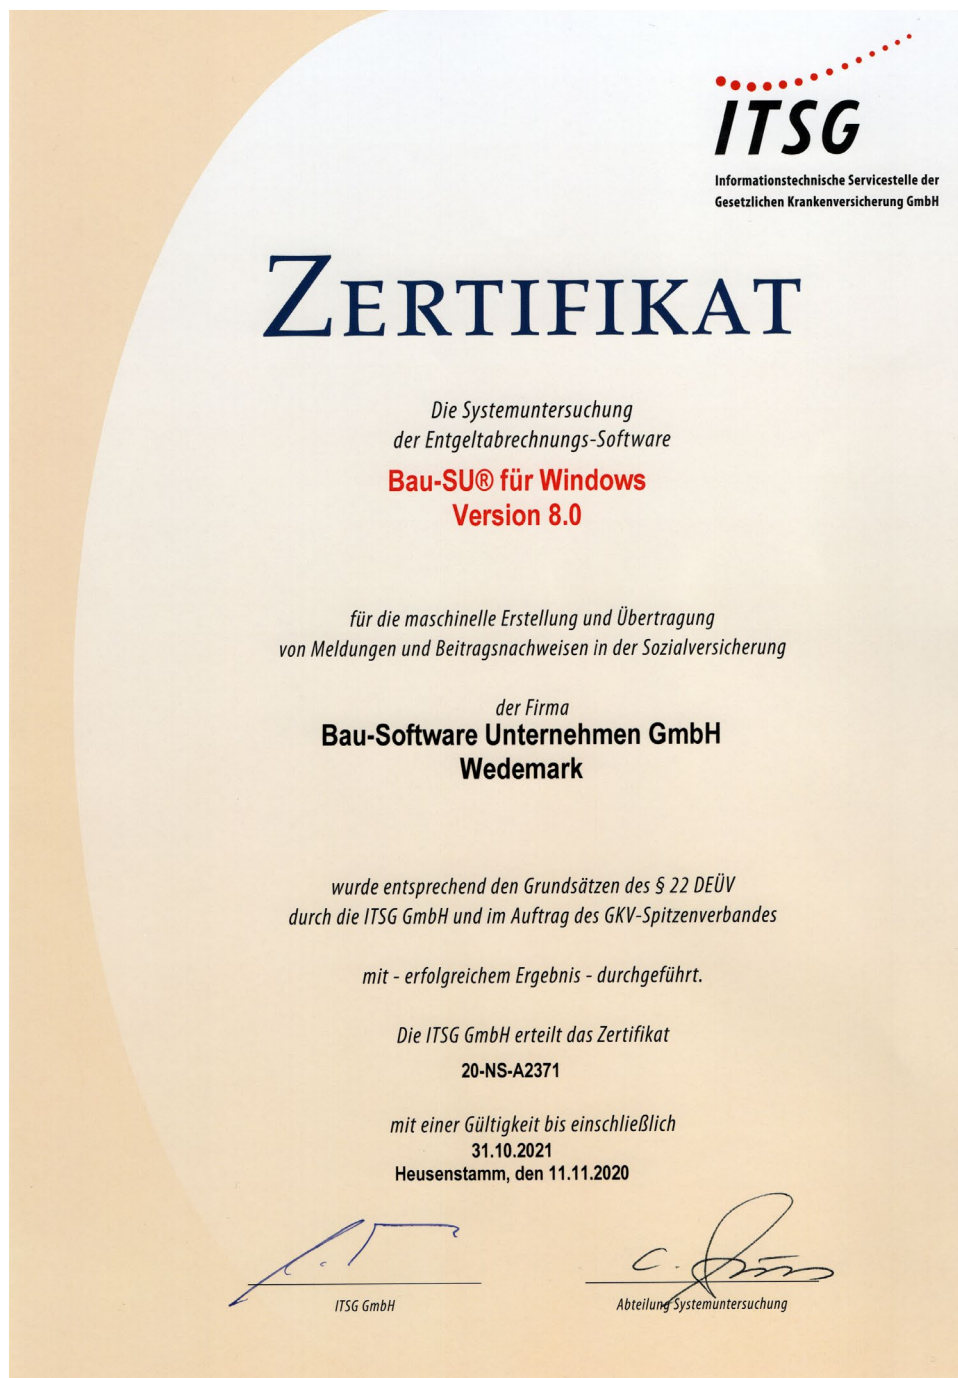 ITSG
Informationstechnische Servicestelle der
Gesetzlichen Krankenversicherung GmbH
ZERTIFIKAT
Die Systemuntersuchung
der Entgeltabrechnungs-Software
Bau-SU® für Windows
Version 8.0
für die maschinelle Erstellung und Übertragung
von Meldungen und Beitragsnachweisen in der Sozialversicherung
der Firma
Bau-Software Unternehmen GmbH
Wedemark
wurde entsprechend den Grundsätzen des § 22 DEÜV
durch die ITSG GmbH und im Auftrag des GKV-Spitzenverbandes
mit - erfolgreichem Ergebnis - durchgeführt.
Die ITSG GmbH erteilt das Zertifikat
20-NS-A2371
mit einer Gültigkeit bis einschließlich
31.10.2021
Heusenstamm, den 11.11.2020
ITSG GmbH
Abteilung Systemuntersuchung